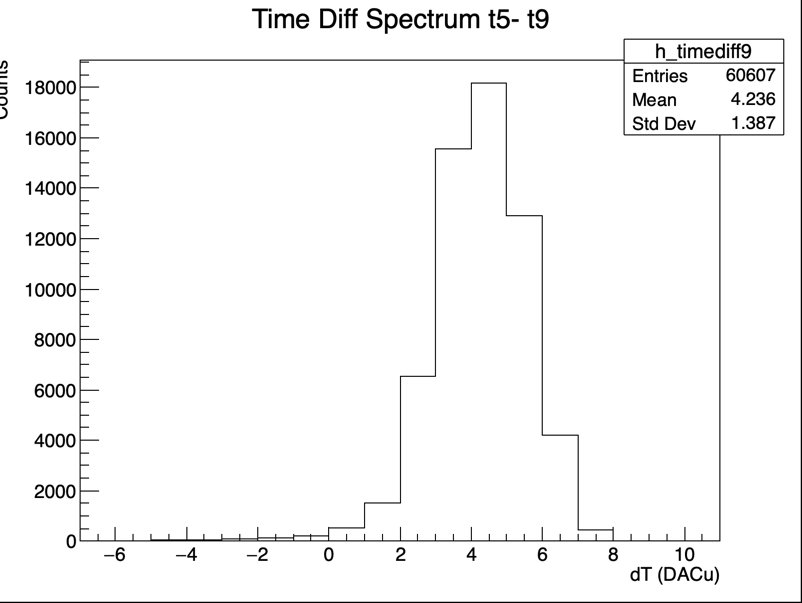 Time Diff Spectrum t5- t9
h_timediff9
Entries 60607
Mean 4.236
Std Dev 1.387
Counts
18000
16000
14000
12000
10000
8000
6000
4000
2000
0
−6 −4 −2 0 2 4 6 8 10
dT (DACu)